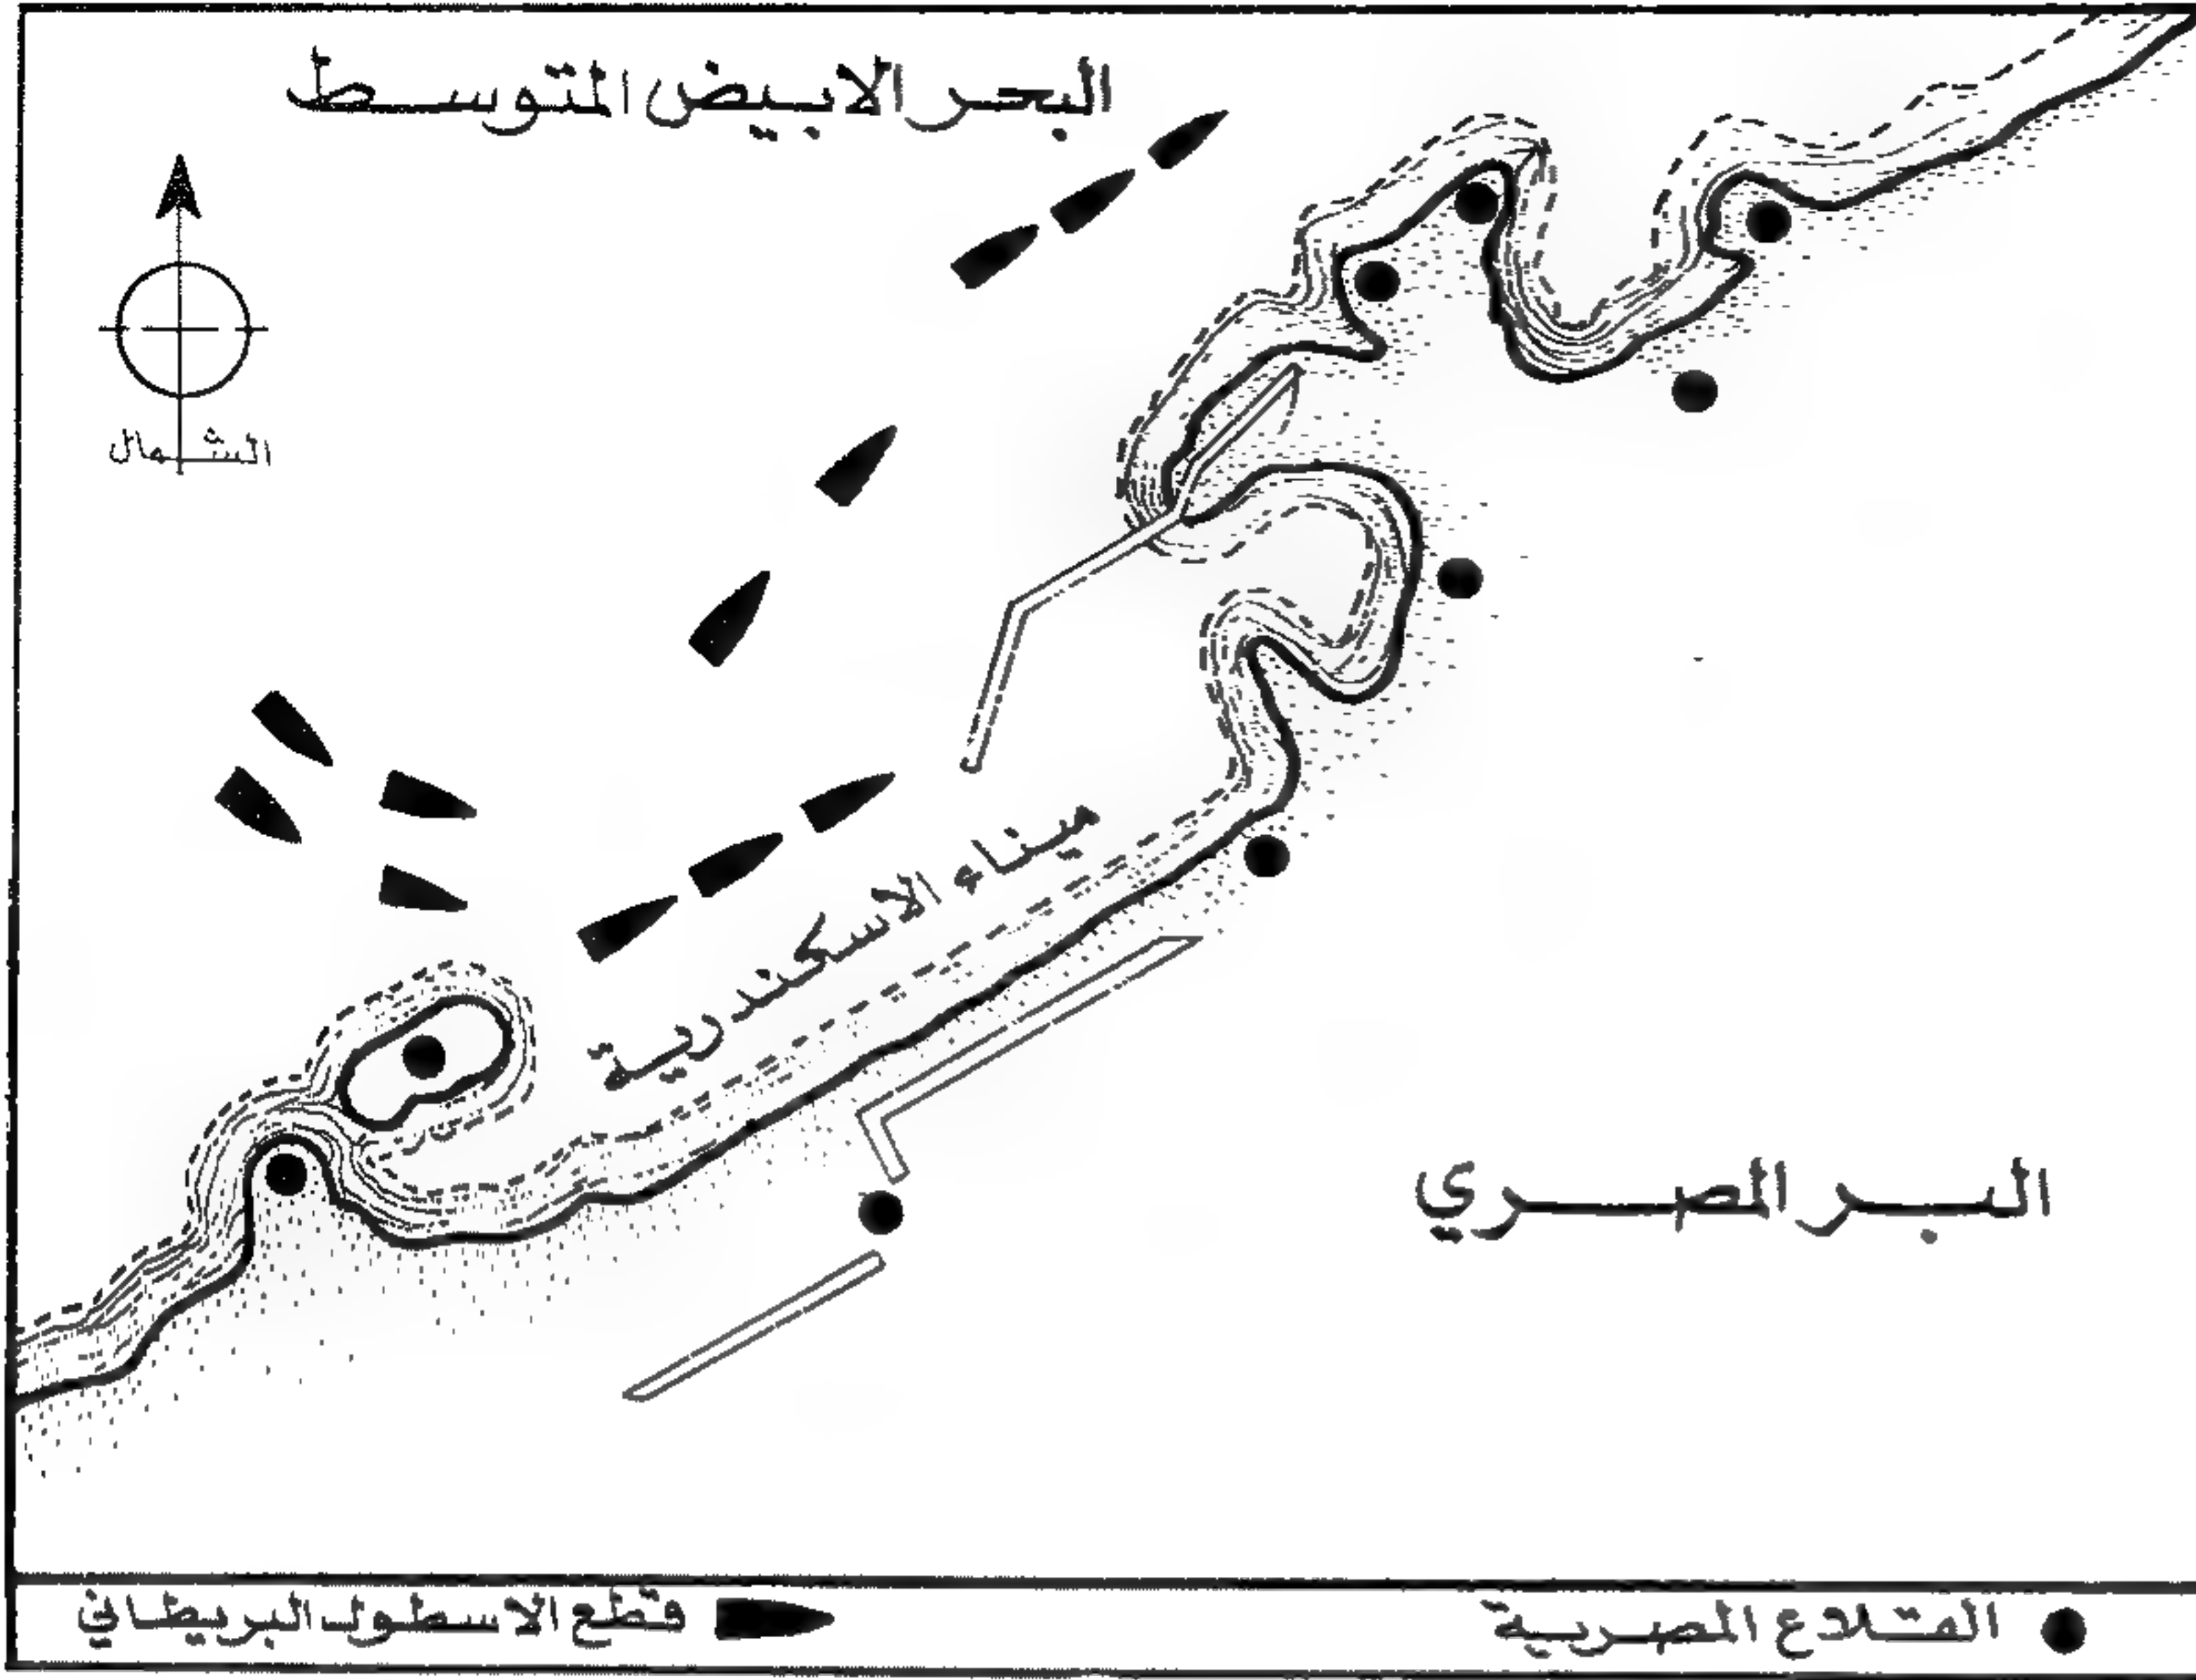 البحر الابيض المتوسط
الشمال
ميناء الاسكندرية
البر المصري
القلاع المصرية
قطع الاسطول البريطاني